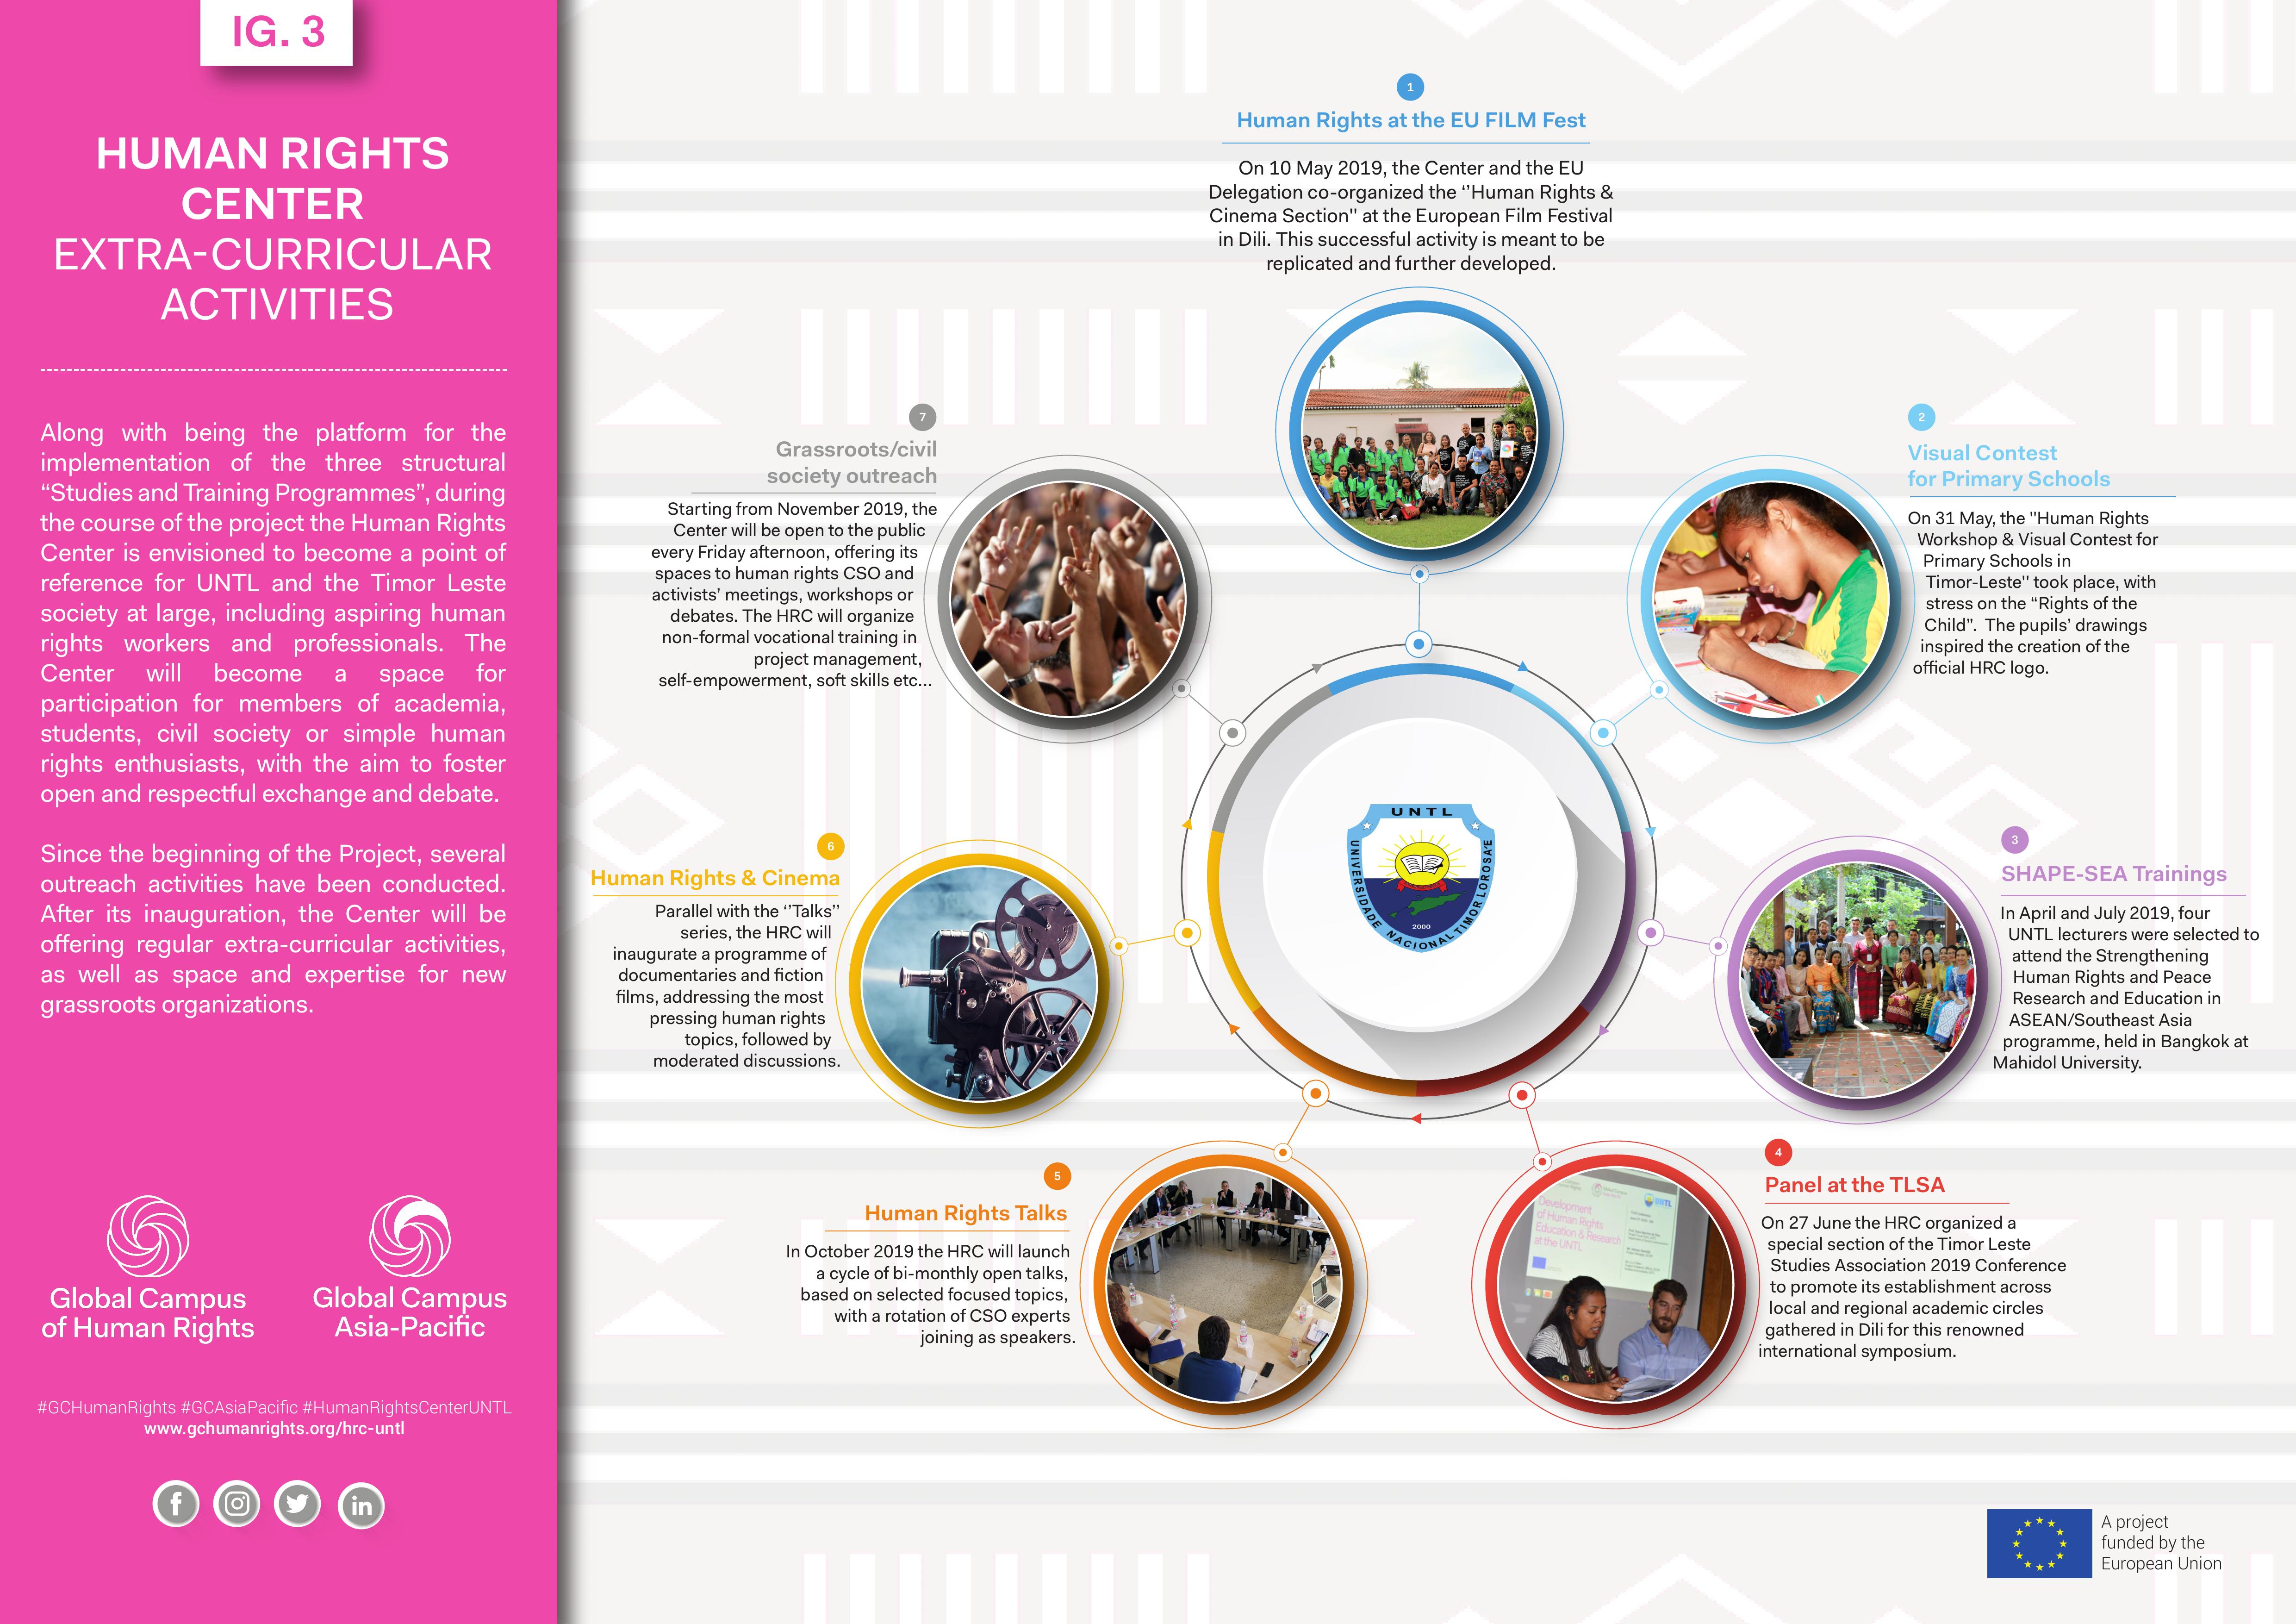 IG. 3
HUMAN RIGHTS
CENTER
EXTRA-CURRICULAR
ACTIVITIES
Along with being the platform for the
implementation of the three structural
“Studies and Training Programmes”, during
the course of the project the Human Rights
Center is envisioned to become a point of
reference for UNTL and the Timor Leste
society at large, including aspiring human
rights workers and professionals. The
Center will become a space for
participation for members of academia,
students, civil society or simple human
rights enthusiasts, with the aim to foster
open and respectful exchange and debate.
Since the beginning of the Project, several
outreach activities have been conducted.
After its inauguration, the Center will be
offering regular extra-curricular activities,
as well as space and expertise for new
grassroots organizations.
Global Campus
of Human Rights
Global Campus
Asia-Pacific
#GCHumanRights #GCAsiaPacific #HumanRightsCenterUNTL
www.gchumanrights.org/hrc-untl
1
Human Rights at the EU FILM Fest
On 10 May 2019, the Center and the EU
Delegation co-organized the ‘’Human Rights &
Cinema Section" at the European Film Festival
in Dili. This successful activity is meant to be
replicated and further developed.
2
Visual Contest
for Primary Schools
On 31 May, the "Human Rights
Workshop & Visual Contest for
Primary Schools in
Timor-Leste" took place, with
stress on the “Rights of the
Child”. The pupils’ drawings
inspired the creation of the
official HRC logo.
3
SHAPE-SEA Trainings
In April and July 2019, four
UNTL lecturers were selected to
attend the Strengthening
Human Rights and Peace
Research and Education in
ASEAN/Southeast Asia
programme, held in Bangkok at
Mahidol University.
4
Panel at the TLSA
On 27 June the HRC organized a
special section of the Timor Leste
Studies Association 2019 Conference
to promote its establishment across
local and regional academic circles
gathered in Dili for this renowned
international symposium.
Development
of Human Rights
Education & Research
at the UNTL
5
Human Rights Talks
In October 2019 the HRC will launch
a cycle of bi-monthly open talks,
based on selected focused topics,
with a rotation of CSO experts
joining as speakers.
6
Human Rights & Cinema
Parallel with the ‘’Talks’’
series, the HRC will
inaugurate a programme of
documentaries and fiction
films, addressing the most
pressing human rights
topics, followed by
moderated discussions.
7
Grassroots/civil
society outreach
Starting from November 2019, the
Center will be open to the public
every Friday afternoon, offering its
spaces to human rights CSO and
activists’ meetings, workshops or
debates. The HRC will organize
non-formal vocational training in
project management,
self-empowerment, soft skills etc...
UNTL
UNIVERSIDADE NACIONAL TIMOR LOROSA'E
2000
A project
funded by the
European Union